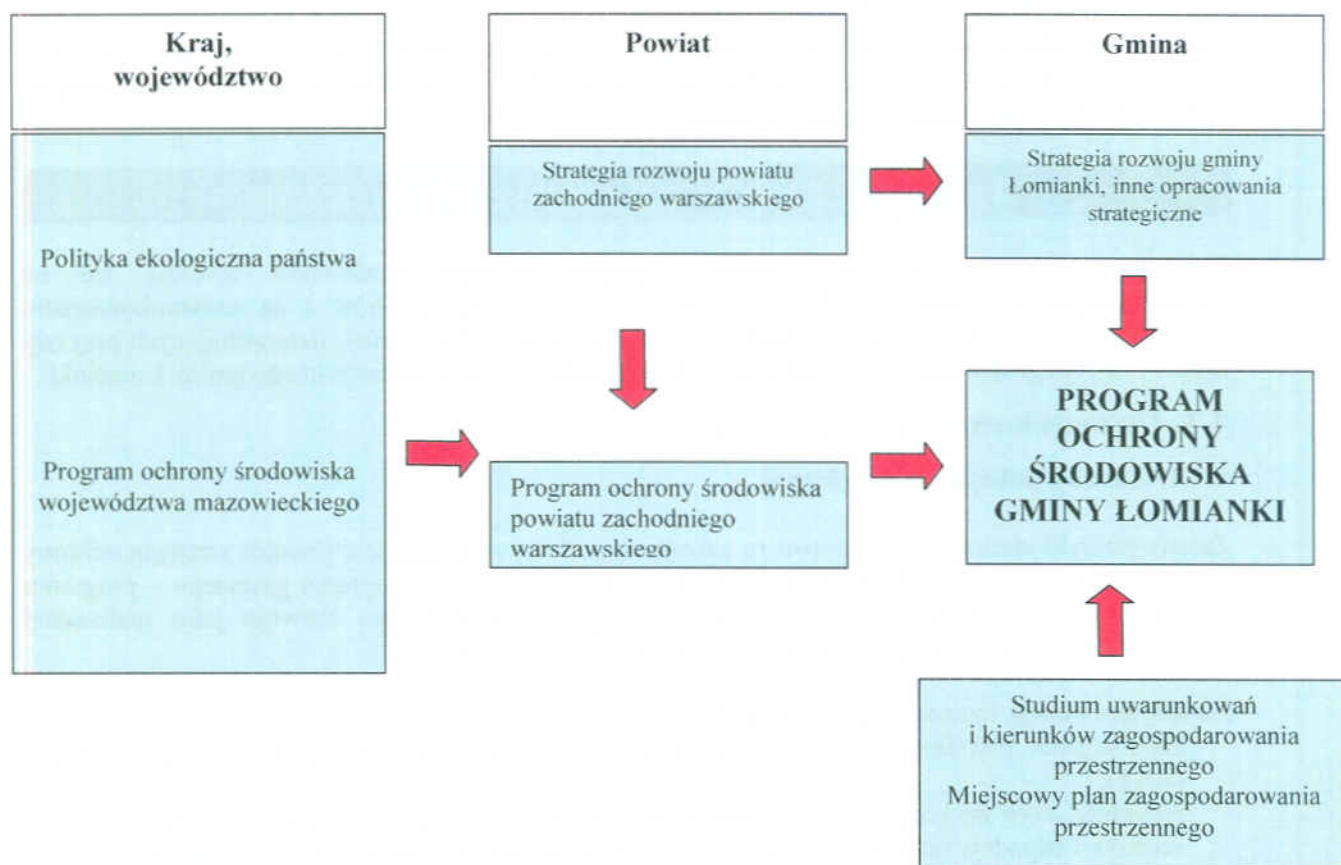 Kraj,
województwo
Powiat
Gmina
Polityka ekologiczna państwa
Program ochrony środowiska
województwa mazowieckiego
Strategia rozwoju powiatu
zachodniego warszawskiego
Program ochrony środowiska
powiatu zachodniego
warszawskiego
Strategia rozwoju gminy
Łomianki, inne opracowania
strategiczne
PROGRAM
OCHRONY
ŚRODOWISKA
GMINY ŁOMIANKI
Studium uwarunkowań
i kierunków zagospodarowania
przestrzennego
Miejscowy plan zagospodarowania
przestrzennego